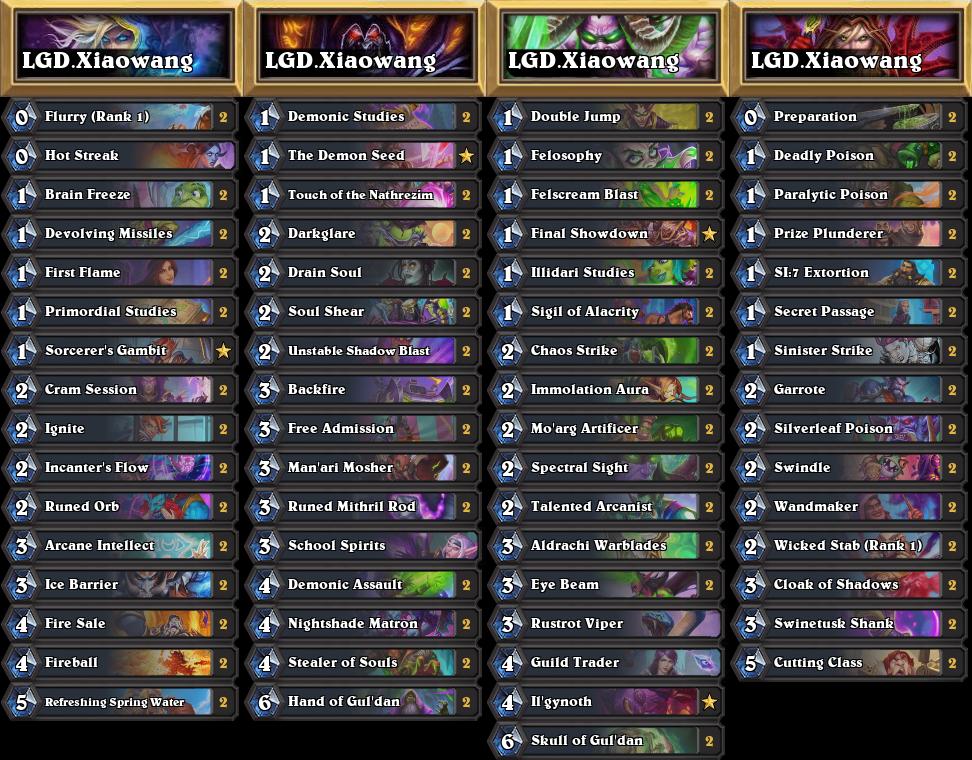 LGD.Xiaowang
0 Flurry (Rank 1) 2
0 Hot Streak
1 Brain Freeze 2
1 Devolving Missiles 2
1 First Flame 2
1 Primordial Studies 2
1 Sorcerer's Gambit
2 Cram Session 2
2 Ignite 2
2 Incanter's Flow 2
2 Runed Orb 2
3 Arcane Intellect 2
3 Ice Barrier 2
4 Fire Sale 2
4 Fireball 2
5 Refreshing Spring Water 2
LGD.Xiaowang
1 Demonic Studies 2
1 The Demon Seed
1 Touch of the Nathrezim 2
2 Darkglare 2
2 Drain Soul 2
2 Soul Shear 2
2 Unstable Shadow Blast 2
3 Backfire 2
3 Free Admission 2
3 Man'ari Mosher 2
3 Runed Mithril Rod 2
3 School Spirits
4 Demonic Assault 2
4 Nightshade Matron 2
4 Stealer of Souls 2
6 Hand of Gul'dan 2
LGD.Xiaowang
1 Double Jump 2
1 Felosophy 2
1 Felscream Blast 2
1 Final Showdown
1 Illidari Studies 2
1 Sigil of Alacrity 2
2 Chaos Strike 2
2 Immolation Aura 2
2 Mo'arg Artificer 2
2 Spectral Sight 2
2 Talented Arcanist 2
3 Aldrachi Warblades 2
3 Eye Beam 2
3 Rustrot Viper
4 Guild Trader
4 Il'gynoth
6 Skull of Gul'dan 2
LGD.Xiaowang
0 Preparation 2
1 Deadly Poison 2
1 Paralytic Poison 2
1 Prize Plunderer 2
1 SI:7 Extortion 2
1 Secret Passage 2
1 Sinister Strike 2
2 Garrote 2
2 Silverleaf Poison 2
2 Swindle 2
2 Wandmaker 2
2 Wicked Stab (Rank 1) 2
3 Cloak of Shadows 2
3 Swinetusk Shank 2
5 Cutting Class 2